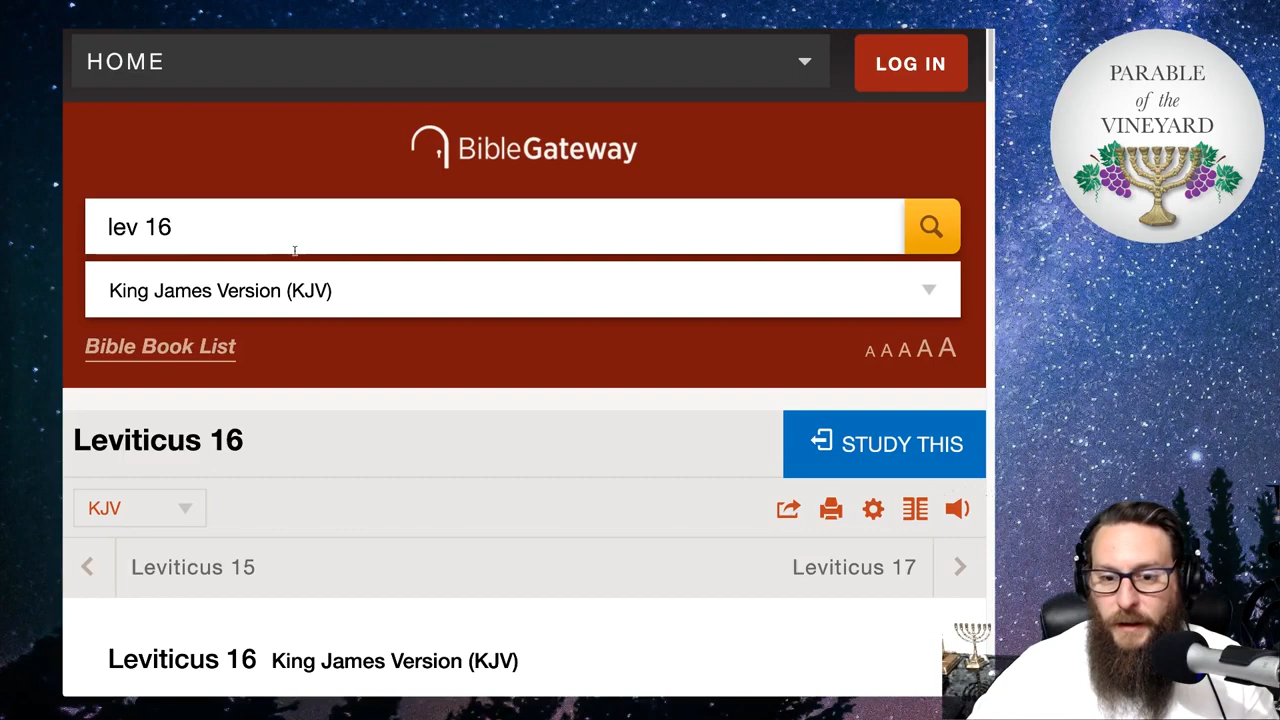 HOME
LOG IN
PARABLE
of the
VINEYARD
BibleGateway
lev 16
King James Version (KJV)
Bible Book List
A A A A A
Leviticus 16
STUDY THIS
KJV
Leviticus 15
Leviticus 17
Leviticus 16 King James Version (KJV)